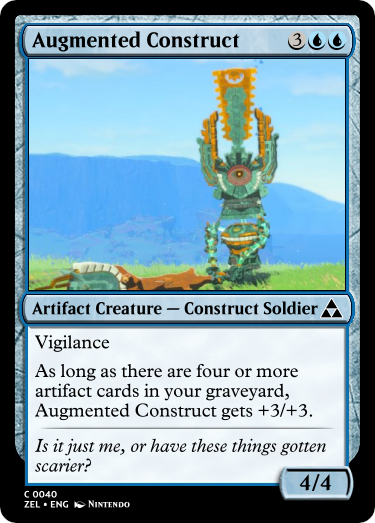 Augmented Construct 3
Artifact Creature — Construct Soldier
Vigilance
As long as there are four or more
artifact cards in your graveyard,
Augmented Construct gets +3/+3.
Is it just me, or have these things gotten
scarier?
4/4
C 0040
ZEL • ENG Nintendo